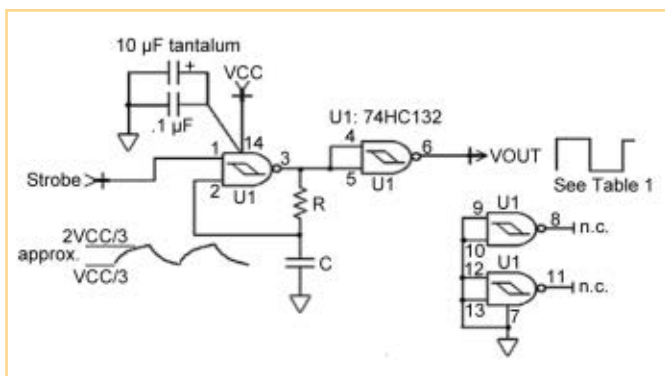 10 µF tantalum
+
VCC
.1 µF
U1: 74HC132
14
1
3
4
6
VOUT
Strobe
2
U1
5
U1
See Table 1
R
2VCC/3
approx.
VCC/3
C
U1
9
8
n.c.
10
U1
12
11
n.c.
13
7